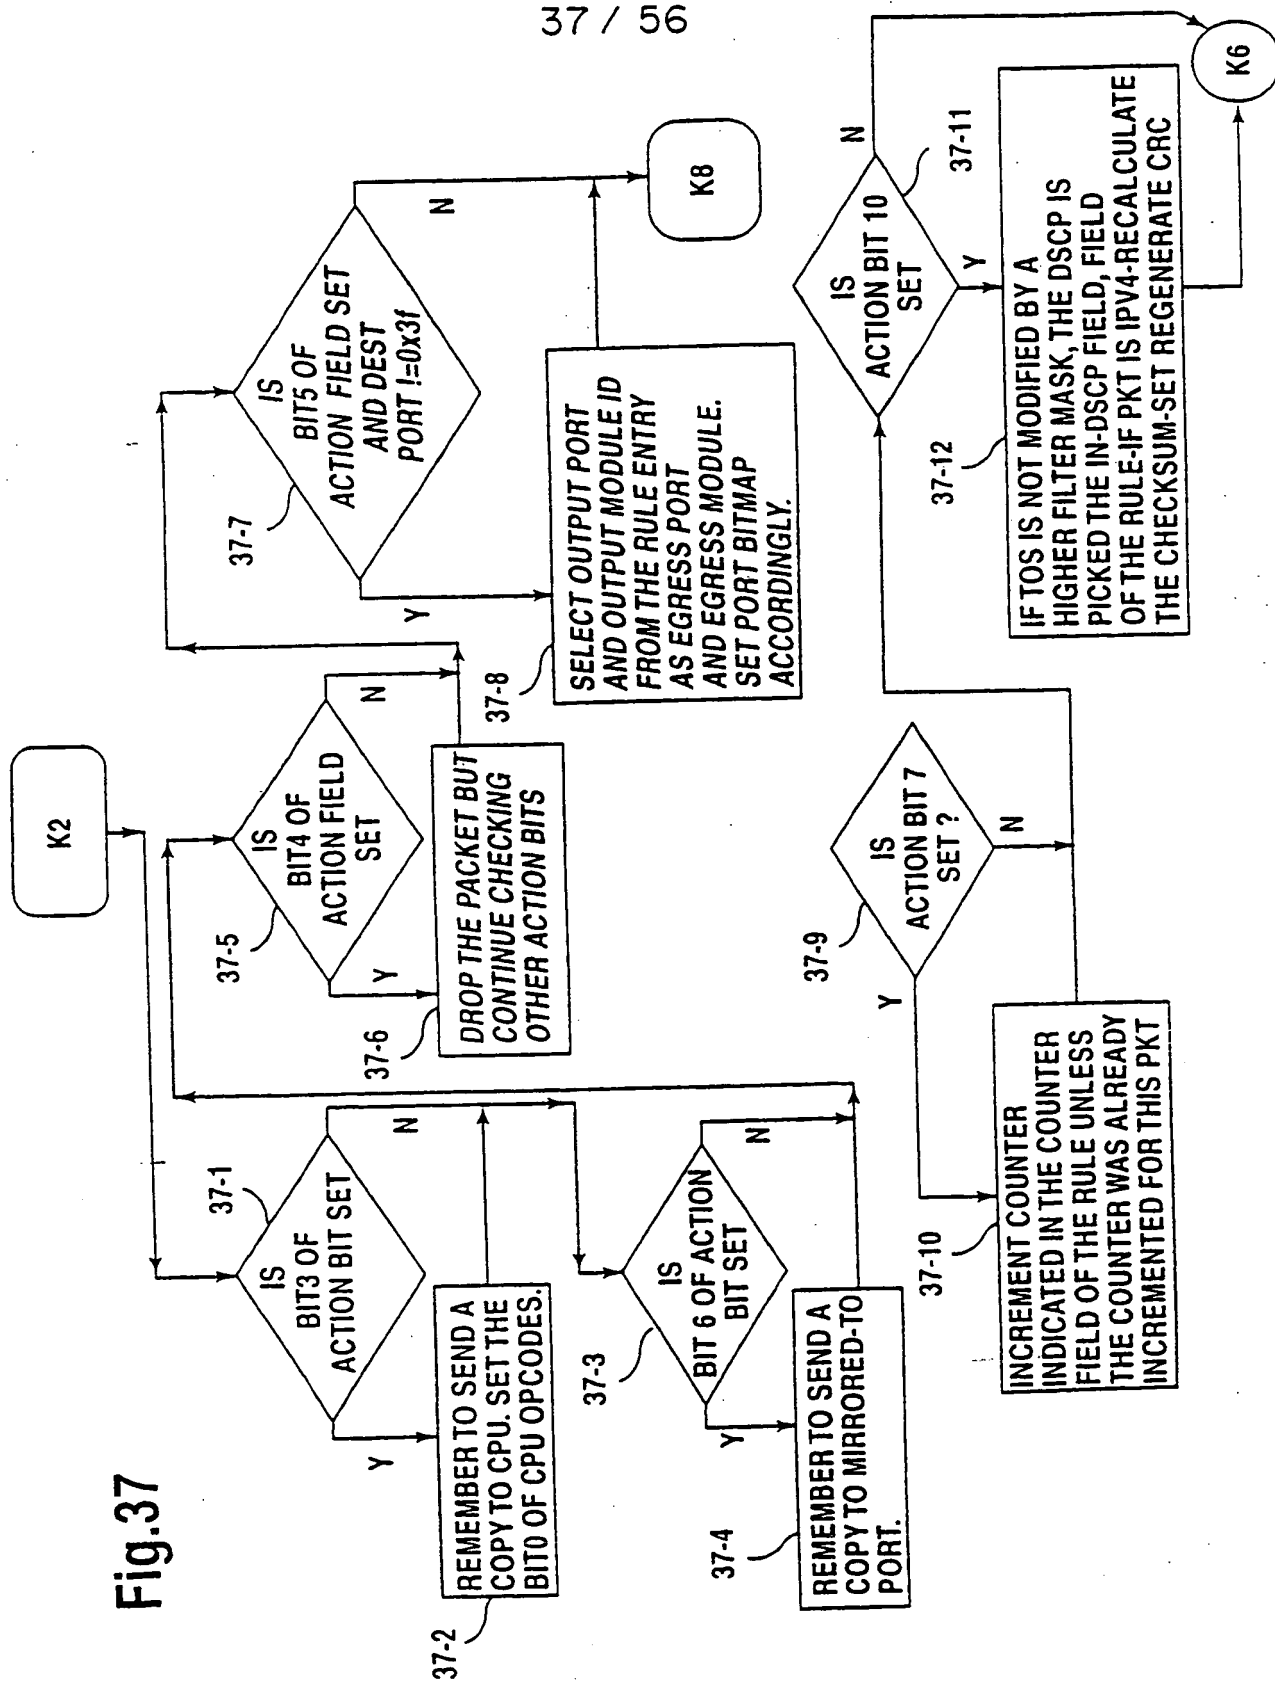 37 / 56
Fig.37
K2
IS
BIT3 OF
ACTION BIT SET
37-1
Y
N
REMEMBER TO SEND A
COPY TO CPU. SET THE
BIT0 OF CPU OPCODES.
37-2
IS
BIT 6 OF ACTION
BIT SET
37-3
Y
N
REMEMBER TO SEND A
COPY TO MIRRORED-TO
PORT.
37-4
IS
BIT4 OF
ACTION FIELD
SET
37-5
Y
N
DROP THE PACKET BUT
CONTINUE CHECKING
OTHER ACTION BITS
37-6
IS
BIT5 OF
ACTION FIELD SET
AND DEST
PORT !=0x3f
37-7
Y
N
SELECT OUTPUT PORT
AND OUTPUT MODULE ID
FROM THE RULE ENTRY
AS EGRESS PORT
AND EGRESS MODULE.
SET PORT BITMAP
ACCORDINGLY.
37-8
K8
IS
ACTION BIT 7
SET ?
37-9
Y
N
INCREMENT COUNTER
INDICATED IN THE COUNTER
FIELD OF THE RULE UNLESS
THE COUNTER WAS ALREADY
INCREMENTED FOR THIS PKT
37-10
IS
ACTION BIT 10
SET
37-11
Y
N
IF TOS IS NOT MODIFIED BY A
HIGHER FILTER MASK, THE DSCP IS
PICKED THE IN-DSCP FIELD, FIELD
OF THE RULE-IF PKT IS IPV4-RECALCULATE
THE CHECKSUM-SET REGENERATE CRC
37-12
K6